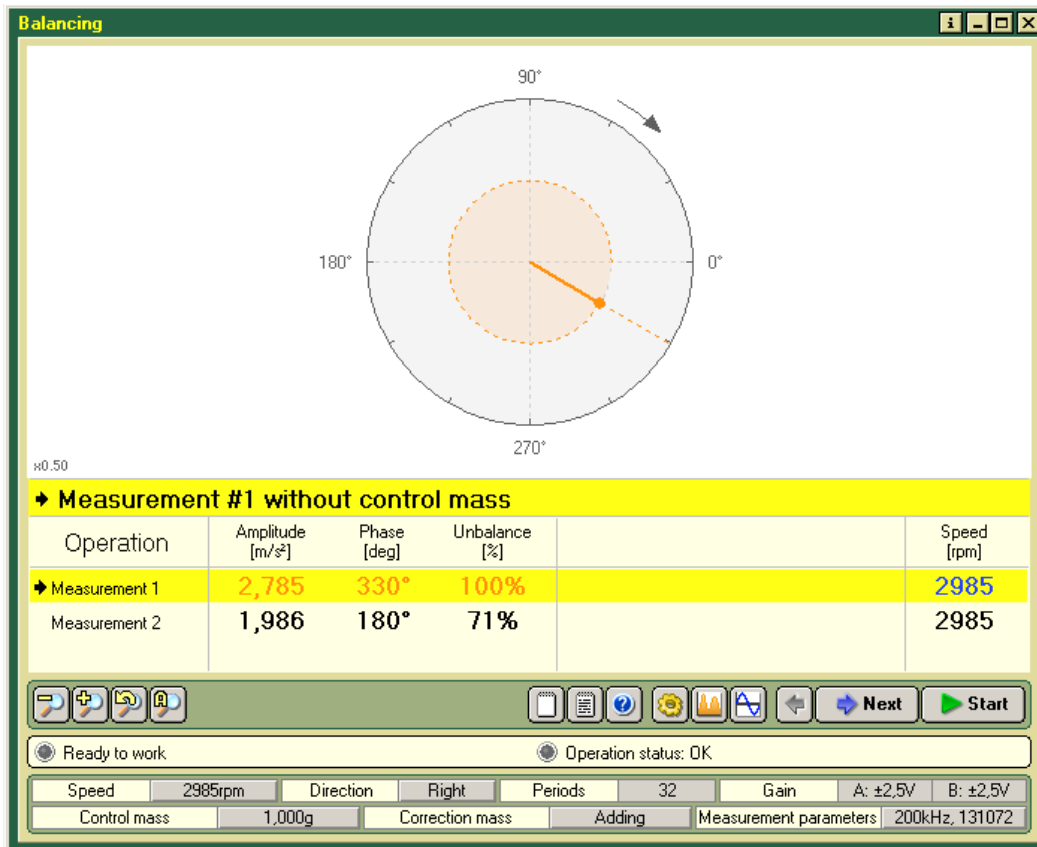 Balancing
90°
180°
0°
270°
x0.50
Measurement #1 without control mass
Operation Amplitude [m/s²] Phase [deg] Unbalance [%] Speed [rpm]
Measurement 1 2,785 330° 100% 2985
Measurement 2 1,986 180° 71% 2985
Next Start
Ready to work Operation status: OK
Speed 2985rpm Direction Right Periods 32 Gain A: ±2,5V B: ±2,5V
Control mass 1,000g Correction mass Adding Measurement parameters 200kHz, 131072